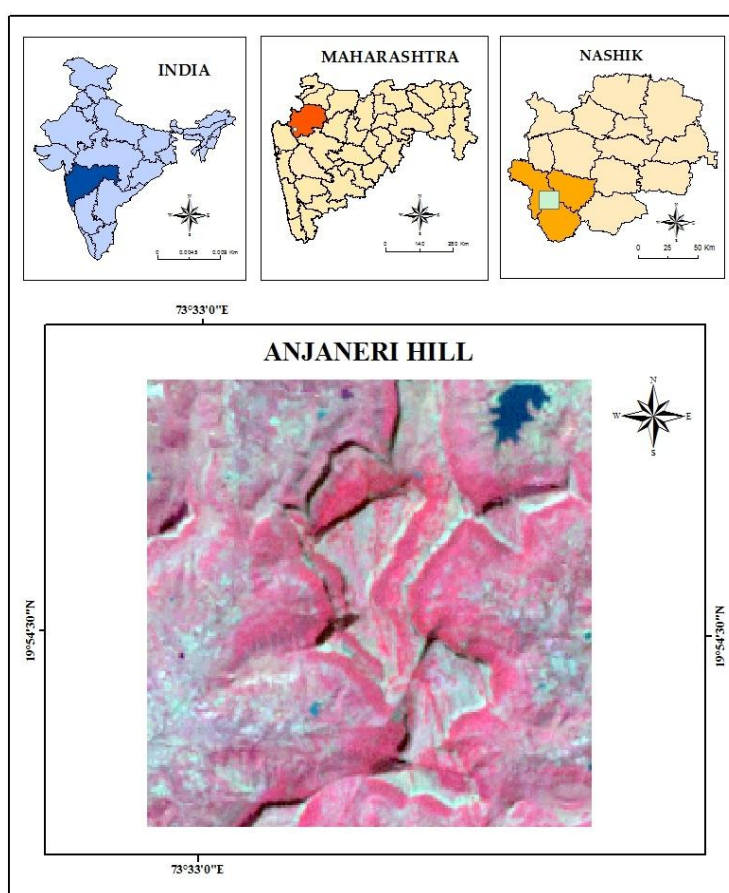 INDIA
N
W E
S
0 0.0045 0.009 Km
MAHARASHTRA
N
W E
S
0 140 280 Km
NASHIK
N
W E
S
0 25 50 Km
73°33'0"E
ANJANERI HILL
N
W E
S
19°54'30"N
19°54'30"N
73°33'0"E